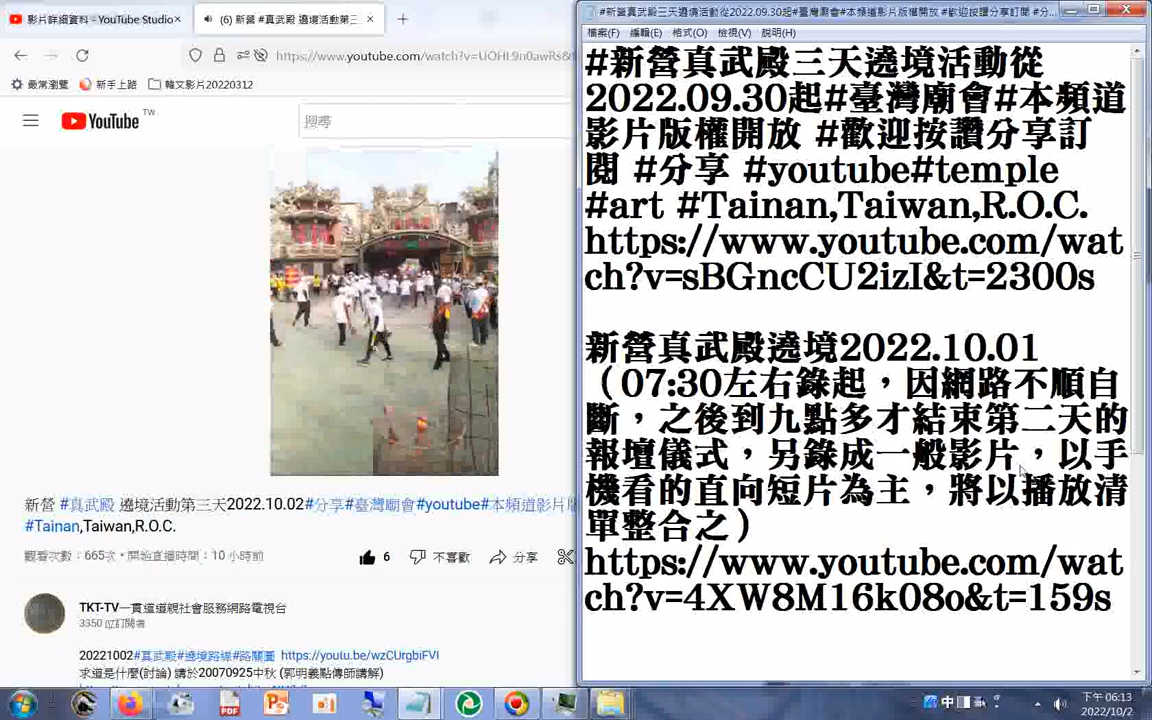 影片詳細資料 - YouTube Studio
(6) 新營 #真武殿 遶境活動第三
https://www.youtube.com/watch?v=UOHt9n0awRs&t
最常瀏覽
新手上路
韓文影片20220312
YouTube TW
搜尋
新營 #真武殿 遶境活動第三天2022.10.02#分享#臺灣廟會#youtube#本頻道影片版
#Tainan,Taiwan,R.O.C.
觀看次數：665次 • 開始直播時間：10 小時前
6
不喜歡
分享
TKT-TV一貫道道親社會服務網路電視台
3350 位訂閱者
20221002#真武殿#遶境路線#路關圖 https://youtu.be/wzCUrgbiFVI
求道是什麼(討論) 講於20070925中秋 (郭明義點傳師講解)
#新營真武殿三天遶境活動從2022.09.30起#臺灣廟會#本頻道影片版權開放 #歡迎按讚分享訂閱 #分...
檔案(F) 編輯(E) 格式(O) 檢視(V) 說明(H)
#新營真武殿三天遶境活動從
2022.09.30起#臺灣廟會#本頻道
影片版權開放 #歡迎按讚分享訂
閱 #分享 #youtube#temple
#art #Tainan,Taiwan,R.O.C.
https://www.youtube.com/wat
ch?v=sBGncCU2izI&t=2300s
新營真武殿遶境2022.10.01
（07:30左右錄起，因網路不順自
斷，之後到九點多才結束第二天的
報壇儀式，另錄成一般影片，以手
機看的直向短片為主，將以播放清
單整合之）
https://www.youtube.com/wat
ch?v=4XW8M16k08o&t=159s
中
下午 06:13
2022/10/2